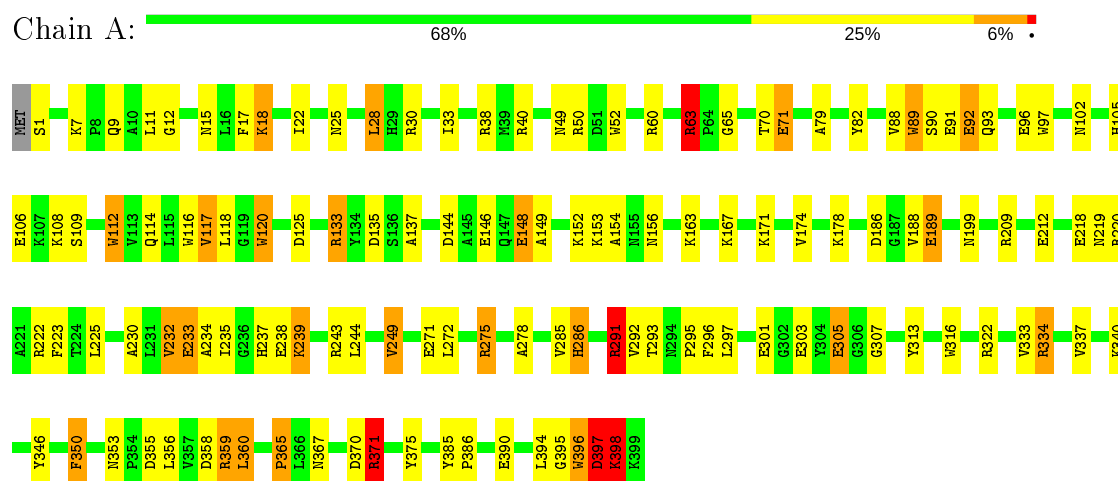 Chain A:
68% 25% 6% •
MET S1 K7 P8 Q9 A10 L11 G12 N15 L16 F17 K18 I22 N25 L28 H29 R30 I33 R38 M39 R40 N49 R50 D51 W52 R60 R63 P64 G65 T70 E71 A79 Y82 V88 W89 S90 E91 E92 Q93 E96 W97 N102
E106 K107 K108 S109 W112 V113 Q114 L115 W116 V117 L118 G119 W120 D125 R133 Y134 D135 S136 A137 D144 A145 E146 Q147 E148 A149 K152 K153 A154 N155 N156 K163 K167 K171 V174 K178 D186 G187 V188 E189 N199 R209 E212 E218 N219
A221 R222 F223 T224 L225 A230 L231 V232 E233 A234 I235 G236 H237 E238 K239 R243 L244 V249 E271 L272 R275 A278 V285 H286 R291 V292 T293 N294 P295 F296 L297 E301 G302 E303 Y304 E305 G306 G307 Y313 W316 R322 V333 R334 V337
Y346 F350 N353 P354 D355 L356 V357 D358 R359 L360 P365 L366 N367 D370 R371 Y375 Y385 P386 E390 L394 G395 W396 D397 K398 K399